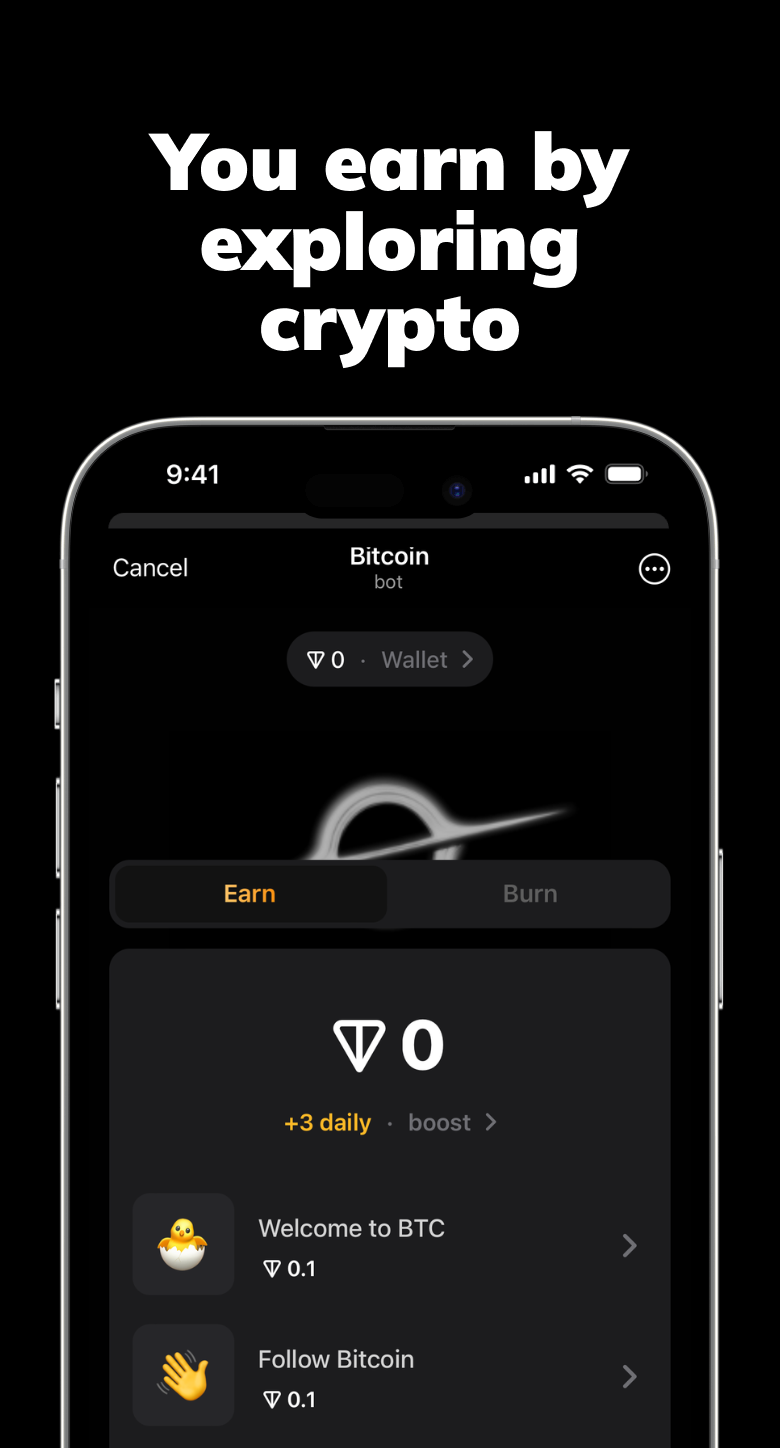 You earn by
exploring
crypto
9:41
Cancel
Bitcoin
bot
0 · Wallet
Earn
Burn
0
+3 daily · boost
Welcome to BTC
0.1
Follow Bitcoin
0.1